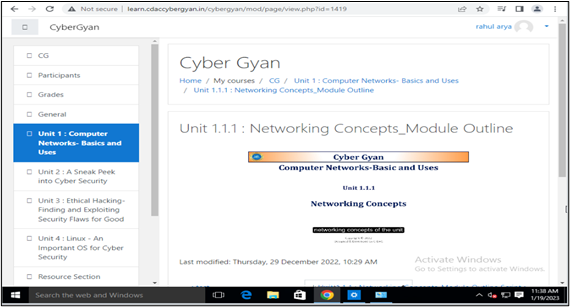 Not secure | learn.cdaccybergyan.in/cybergyan/mod/page/view.php?id=1419
CyberGyan
rahul arya
CG
Participants
Grades
General
Unit 1 : Computer
Networks- Basics and
Uses
Unit 2 : A Sneak Peek
into Cyber Security
Unit 3 : Ethical Hacking-
Finding and Exploiting
Security Flaws for Good
Unit 4 : Linux - An
Important OS for Cyber
Security
Resource Section
Cyber Gyan
Home / My courses / CG / Unit 1 : Computer Networks- Basics and Uses
/ Unit 1.1.1 : Networking Concepts_Module Outline
Unit 1.1.1 : Networking Concepts_Module Outline
Cyber Gyan
Computer Networks-Basic and Uses
Unit 1.1.1
Networking Concepts
networking concepts of the unit
Last modified: Thursday, 29 December 2022, 10:29 AM
Activate Windows
Go to Settings to activate Windows.
Search the web and Windows
11:38 AM
1/19/2023